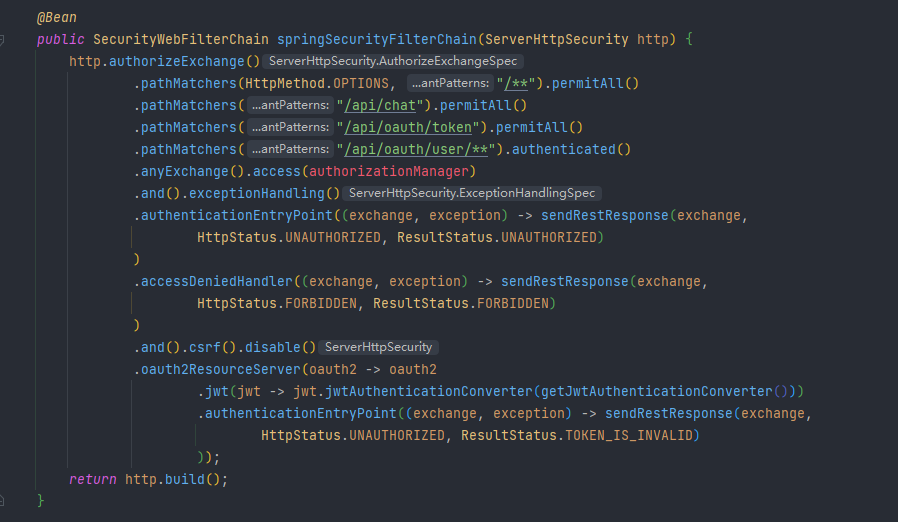 @Bean
public SecurityWebFilterChain springSecurityFilterChain(ServerHttpSecurity http) {
    http.authorizeExchange() ServerHttpSecurity.AuthorizeExchangeSpec
            .pathMatchers(HttpMethod.OPTIONS, ...antPatterns: "/**").permitAll()
            .pathMatchers( ...antPatterns: "/api/chat").permitAll()
            .pathMatchers( ...antPatterns: "/api/oauth/token").permitAll()
            .pathMatchers( ...antPatterns: "/api/oauth/user/**").authenticated()
            .anyExchange().access(authorizationManager)
            .and().exceptionHandling() ServerHttpSecurity.ExceptionHandlingSpec
            .authenticationEntryPoint((exchange, exception) -> sendRestResponse(exchange,
                    HttpStatus.UNAUTHORIZED, ResultStatus.UNAUTHORIZED)
            )
            .accessDeniedHandler((exchange, exception) -> sendRestResponse(exchange,
                    HttpStatus.FORBIDDEN, ResultStatus.FORBIDDEN)
            )
            .and().csrf().disable() ServerHttpSecurity
            .oauth2ResourceServer(oauth2 -> oauth2
                    .jwt(jwt -> jwt.jwtAuthenticationConverter(getJwtAuthenticationConverter()))
                    .authenticationEntryPoint((exchange, exception) -> sendRestResponse(exchange,
                            HttpStatus.UNAUTHORIZED, ResultStatus.TOKEN_IS_INVALID)
                    ));
    return http.build();
}